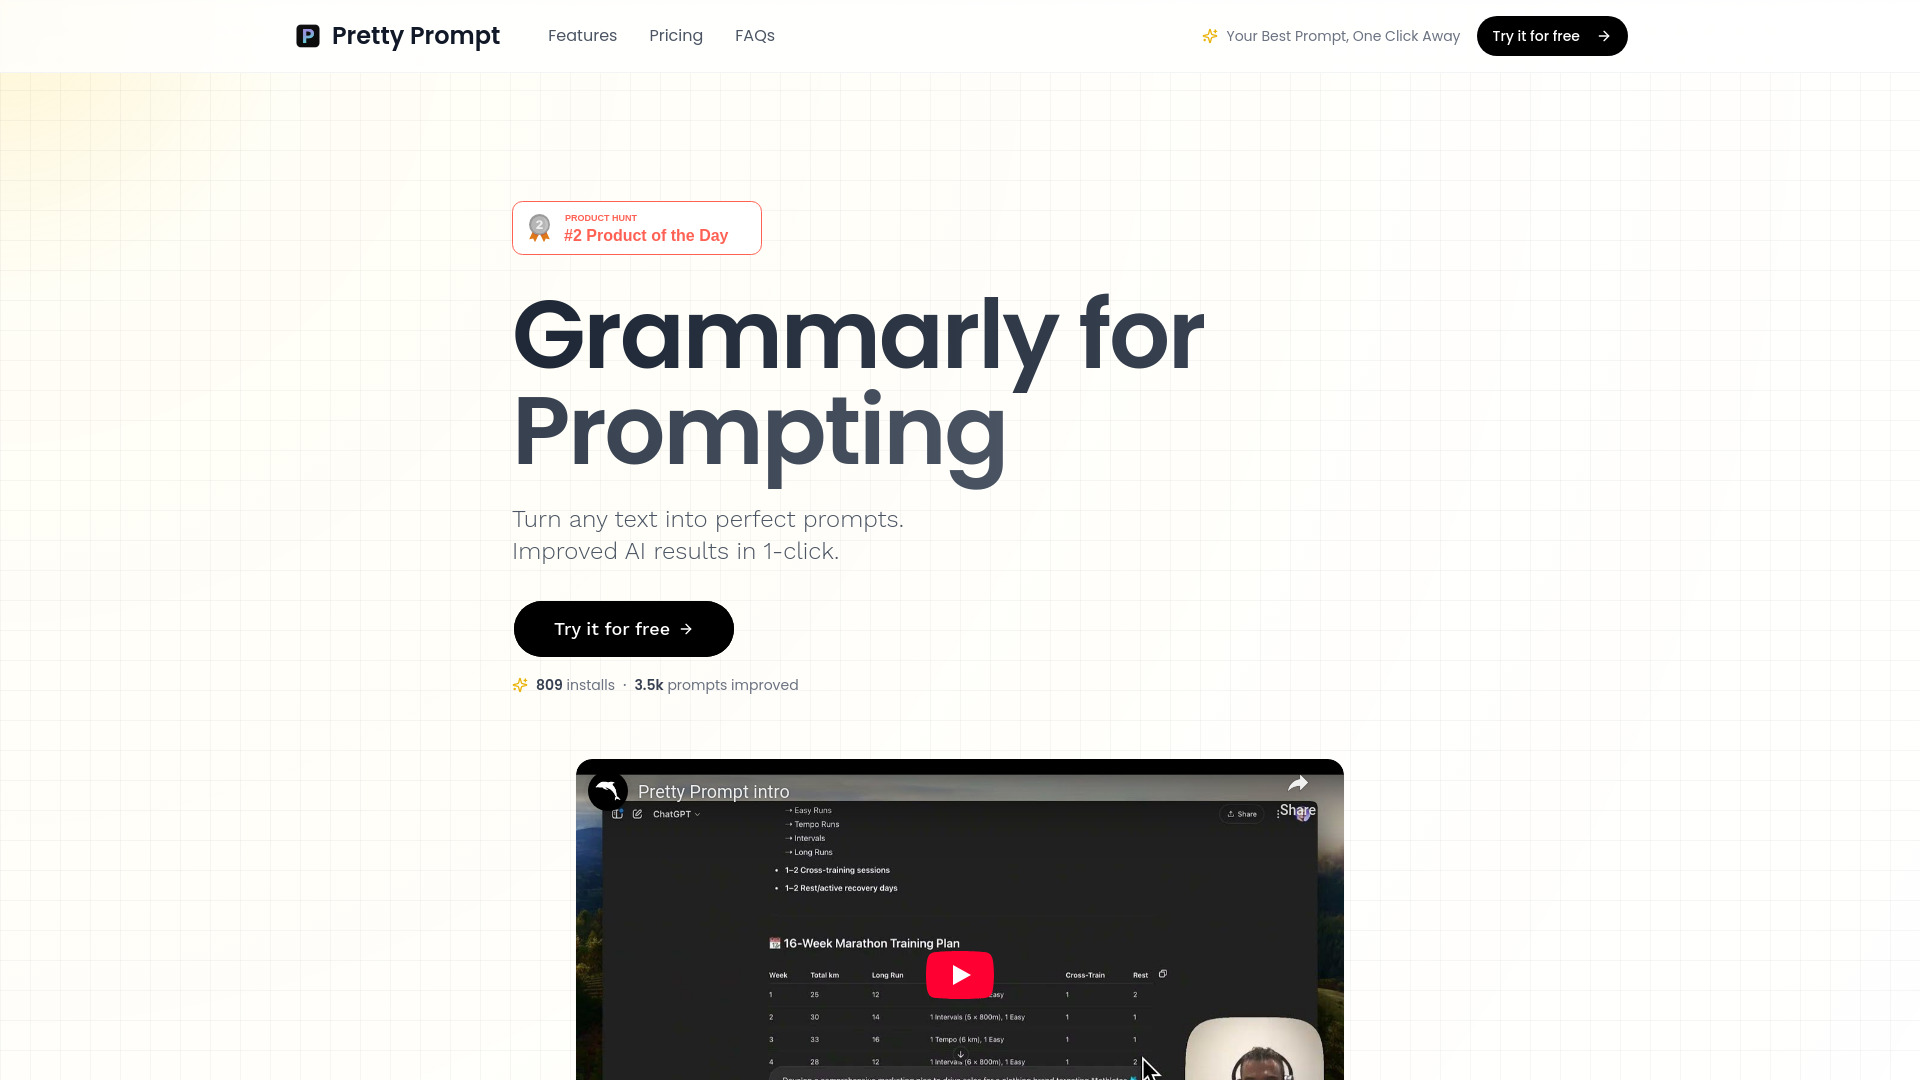 Pretty Prompt
Features
Pricing
FAQs
Your Best Prompt, One Click Away
Try it for free
PRODUCT HUNT
#2 Product of the Day
Grammarly for
Prompting
Turn any text into perfect prompts.
Improved AI results in 1-click.
Try it for free
809 installs · 3.5k prompts improved
Pretty Prompt intro
Share
ChatGPT
Share
→ Easy Runs
→ Tempo Runs
→ Intervals
→ Long Runs
• 1–2 Cross-training sessions
• 1–2 Rest/active recovery days
16-Week Marathon Training Plan
Week Total km Long Run Cross-Train Rest
1 25 12 Easy 1 2
2 30 14 1 Intervals (5 × 800m), 1 Easy 1 1
3 33 16 1 Tempo (6 km), 1 Easy 1 1
4 28 12 1 Intervals (6 × 800m), 1 Easy 1 2